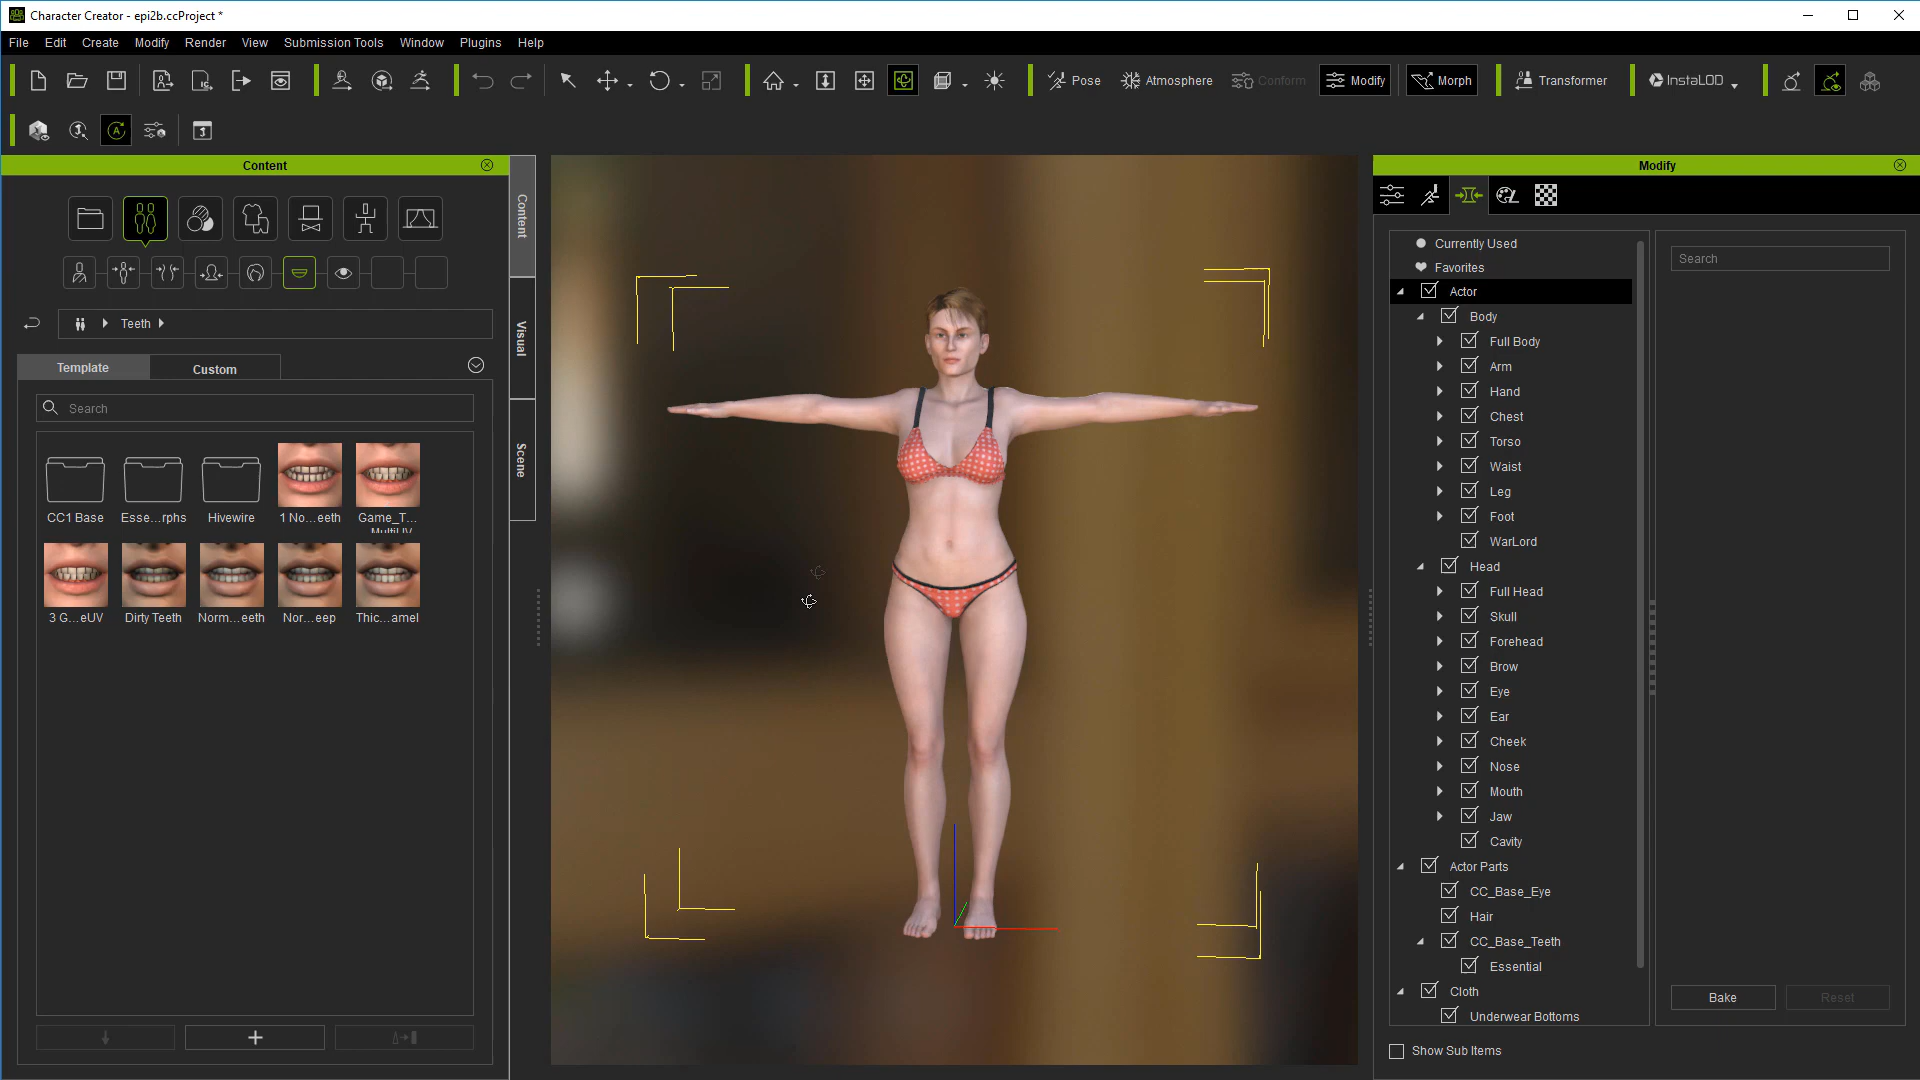 Character Creator - epi2b.ccProject *
File Edit Create Modify Render View Submission Tools Window Plugins Help
Pose Atmosphere Conform Modify Morph Transformer InstaLOD
Content
Modify
Content
Visual
Scene
Teeth
Template Custom
Search
CC1 Base Esse...rphs Hivewire 1 No...eeth Game_T...
3 G...eUV Dirty Teeth Norm...eeth Nor...eep Thic...amel
Currently Used
Favorites
Actor
Body
Full Body
Arm
Hand
Chest
Torso
Waist
Leg
Foot
WarLord
Head
Full Head
Skull
Forehead
Brow
Eye
Ear
Cheek
Nose
Mouth
Jaw
Cavity
Actor Parts
CC_Base_Eye
Hair
CC_Base_Teeth
Essential
Cloth
Underwear Bottoms
Show Sub Items
Search
Bake Reset